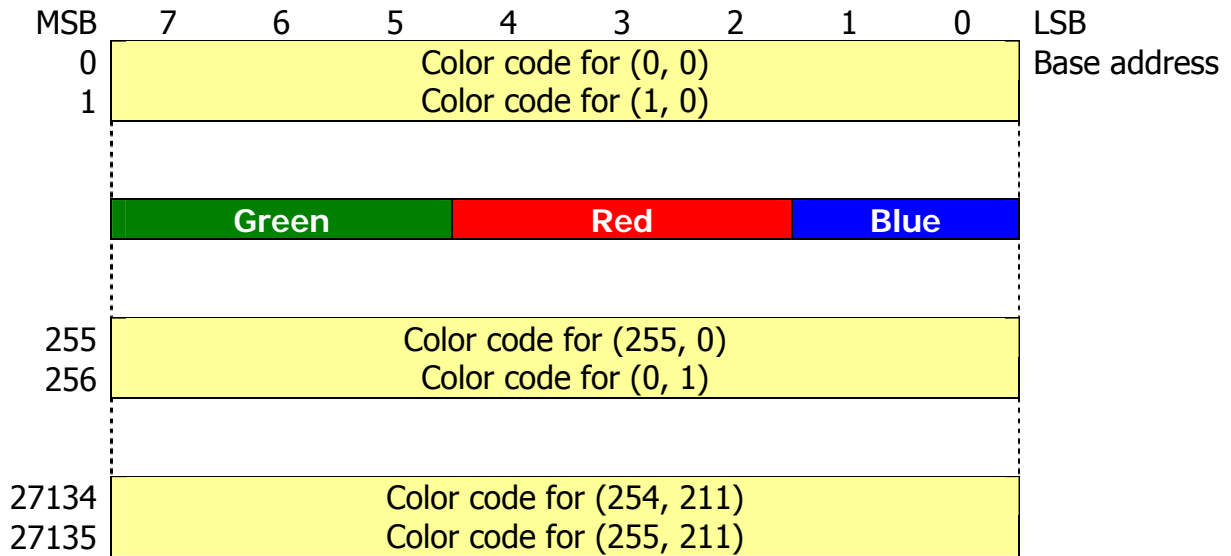 MSB 7 6 5 4 3 2 1 0 LSB
0 Color code for (0, 0) Base address
1 Color code for (1, 0)
Green Red Blue
255 Color code for (255, 0)
256 Color code for (0, 1)
27134 Color code for (254, 211)
27135 Color code for (255, 211)